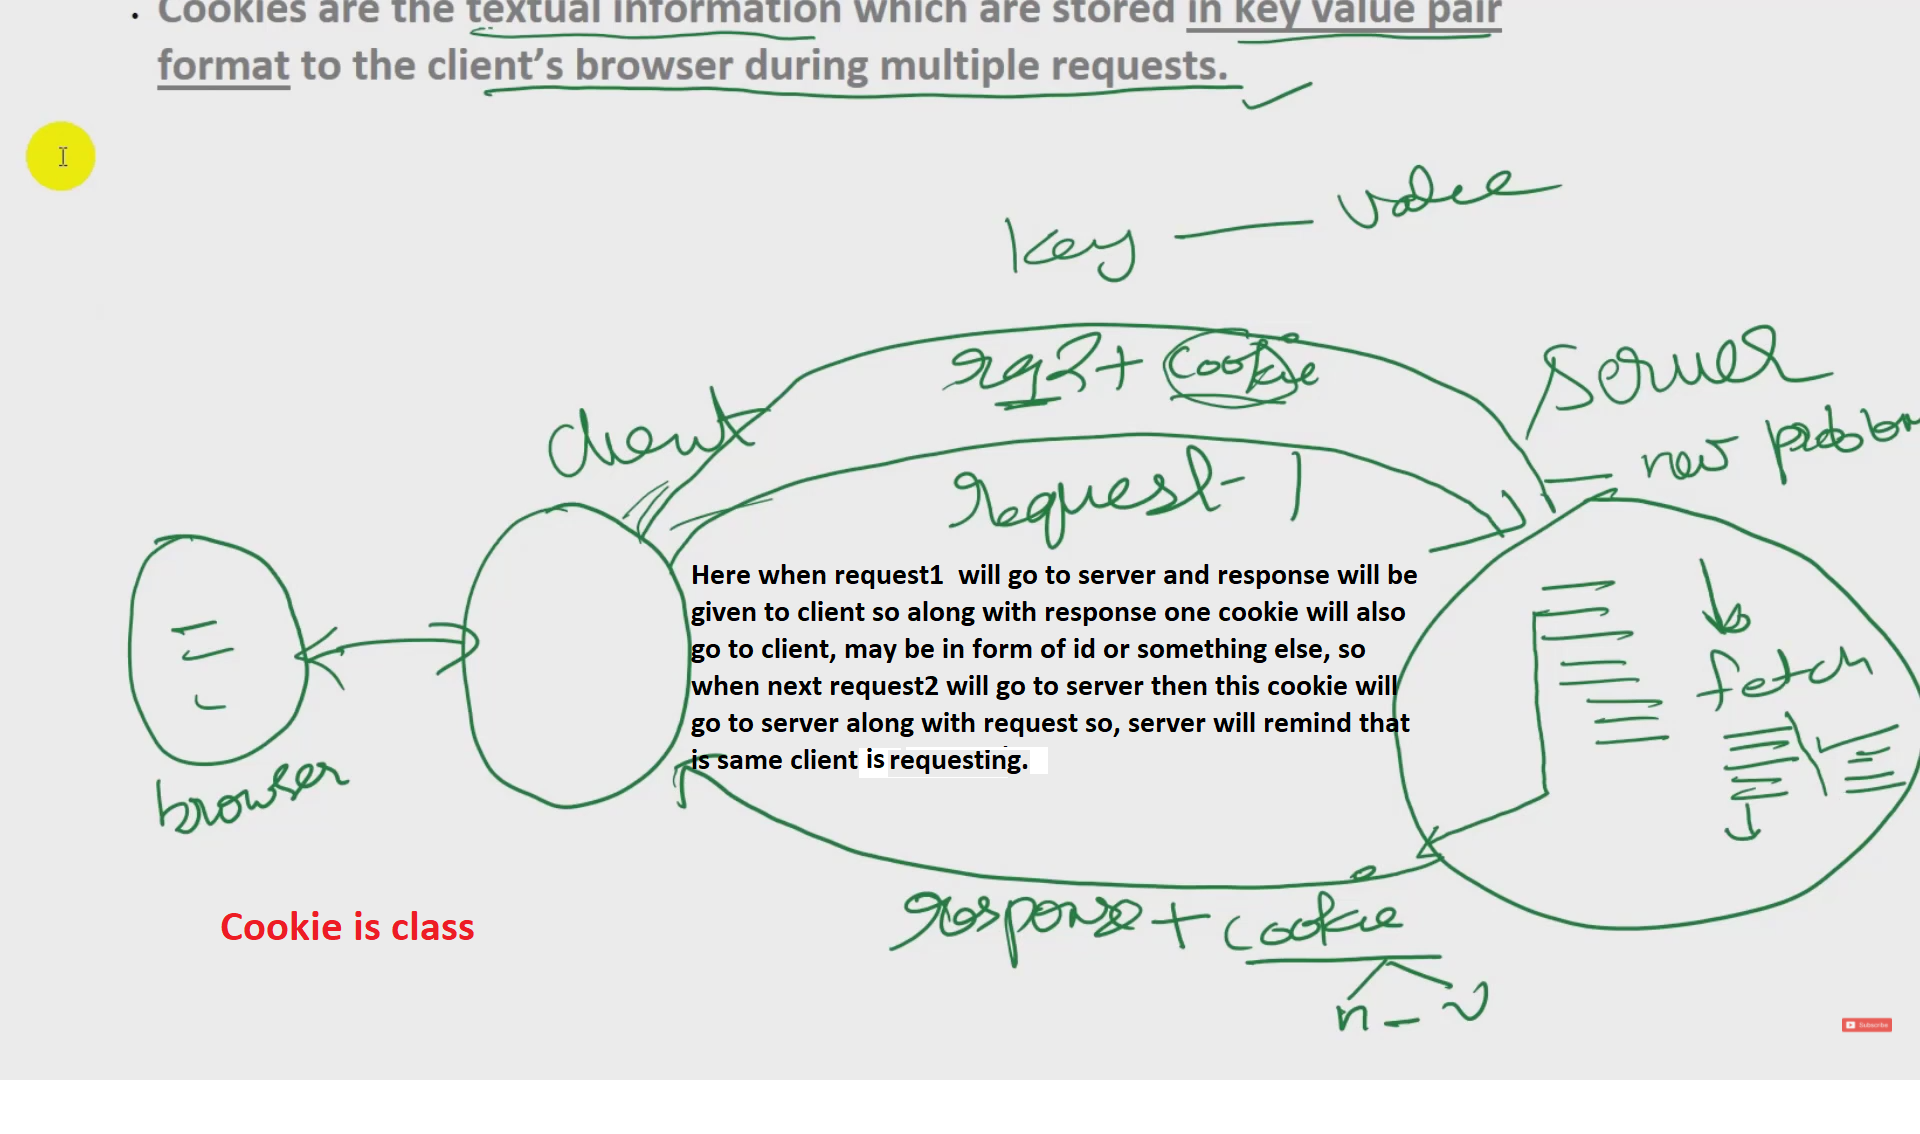 • Cookies are the textual information which are stored in key value pair
format to the client's browser during multiple requests.
key — value
rq2 + Cookie
Server
client
new problem
request - 1
Here when request1  will go to server and response will be
given to client so along with response one cookie will also
go to client, may be in form of id or something else, so
when next request2 will go to server then this cookie will
go to server along with request so, server will remind that
is same client is requesting.
fetch
browser
Cookie is class
Response + cookie
n - v
Subscribe